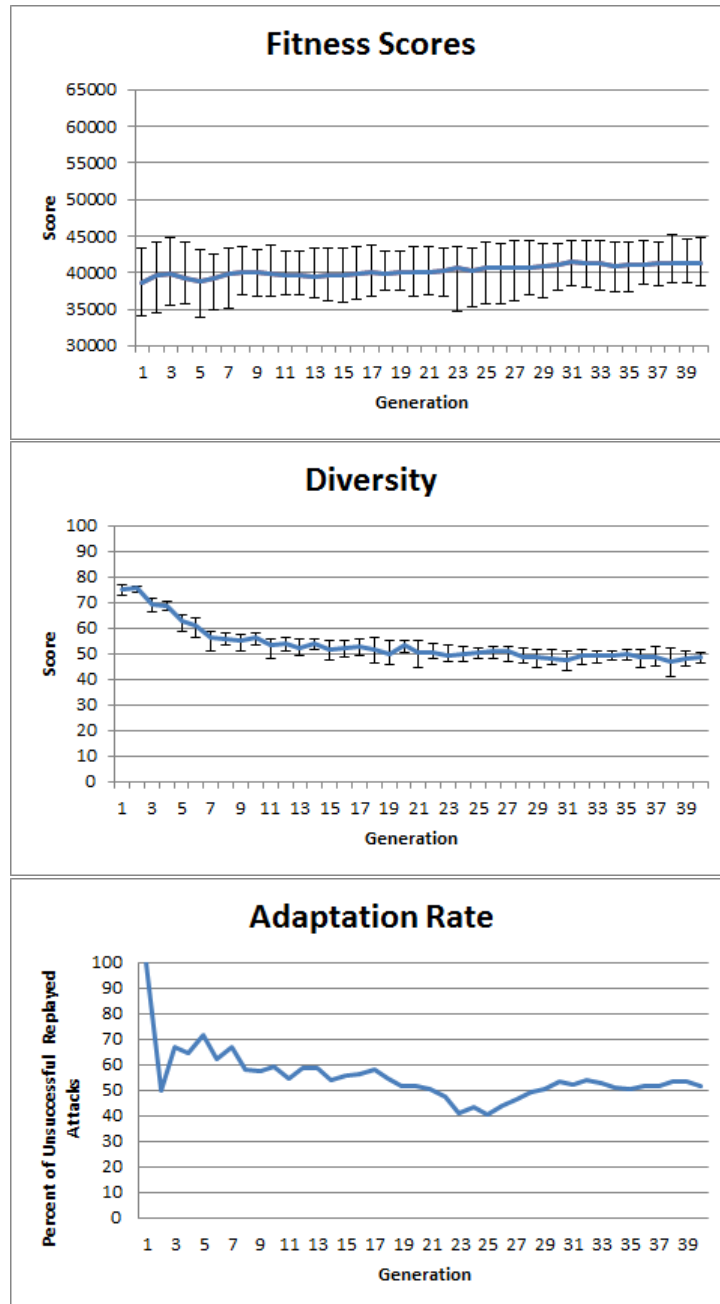 Fitness Scores
65000
60000
55000
50000
45000
40000
35000
30000
Score
1 3 5 7 9 11 13 15 17 19 21 23 25 27 29 31 33 35 37 39
Generation
Diversity
100
90
80
70
60
50
40
30
20
10
0
Score
1 3 5 7 9 11 13 15 17 19 21 23 25 27 29 31 33 35 37 39
Generation
Adaptation Rate
100
90
80
70
60
50
40
30
20
10
0
Percent of Unsuccessful Replayed
Attacks
1 3 5 7 9 11 13 15 17 19 21 23 25 27 29 31 33 35 37 39
Generation